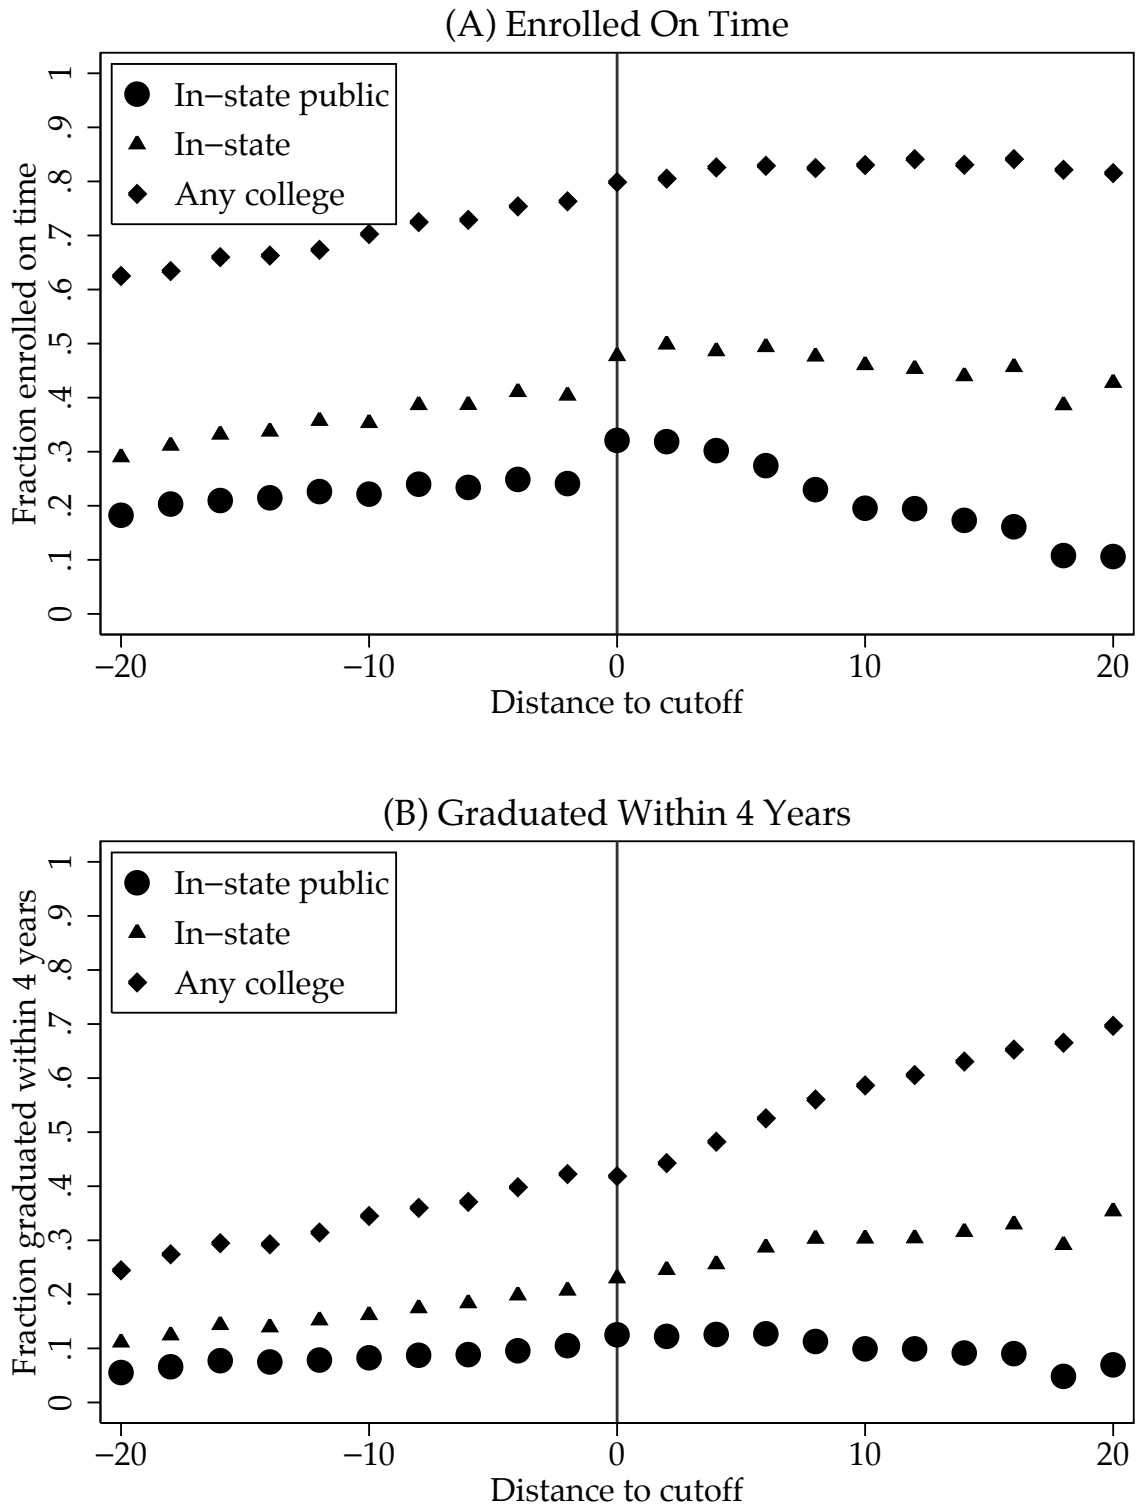 (A) Enrolled On Time
Fraction enrolled on time
1
.9
.8
.7
.6
.5
.4
.3
.2
.1
0
In−state public
In−state
Any college
−20 −10 0 10 20
Distance to cutoff
(B) Graduated Within 4 Years
Fraction graduated within 4 years
1
.9
.8
.7
.6
.5
.4
.3
.2
.1
0
In−state public
In−state
Any college
−20 −10 0 10 20
Distance to cutoff